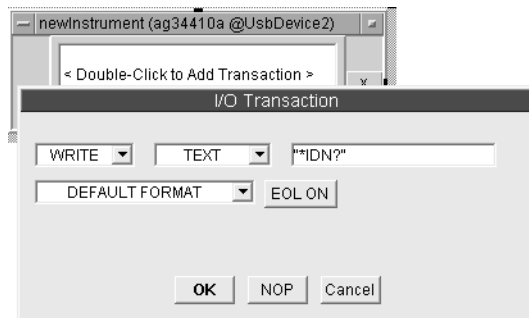 newInstrument (ag34410a @UsbDevice2)
< Double-Click to Add Transaction >
X
I/O Transaction
WRITE TEXT "*IDN?"
DEFAULT FORMAT EOL ON
OK NOP Cancel